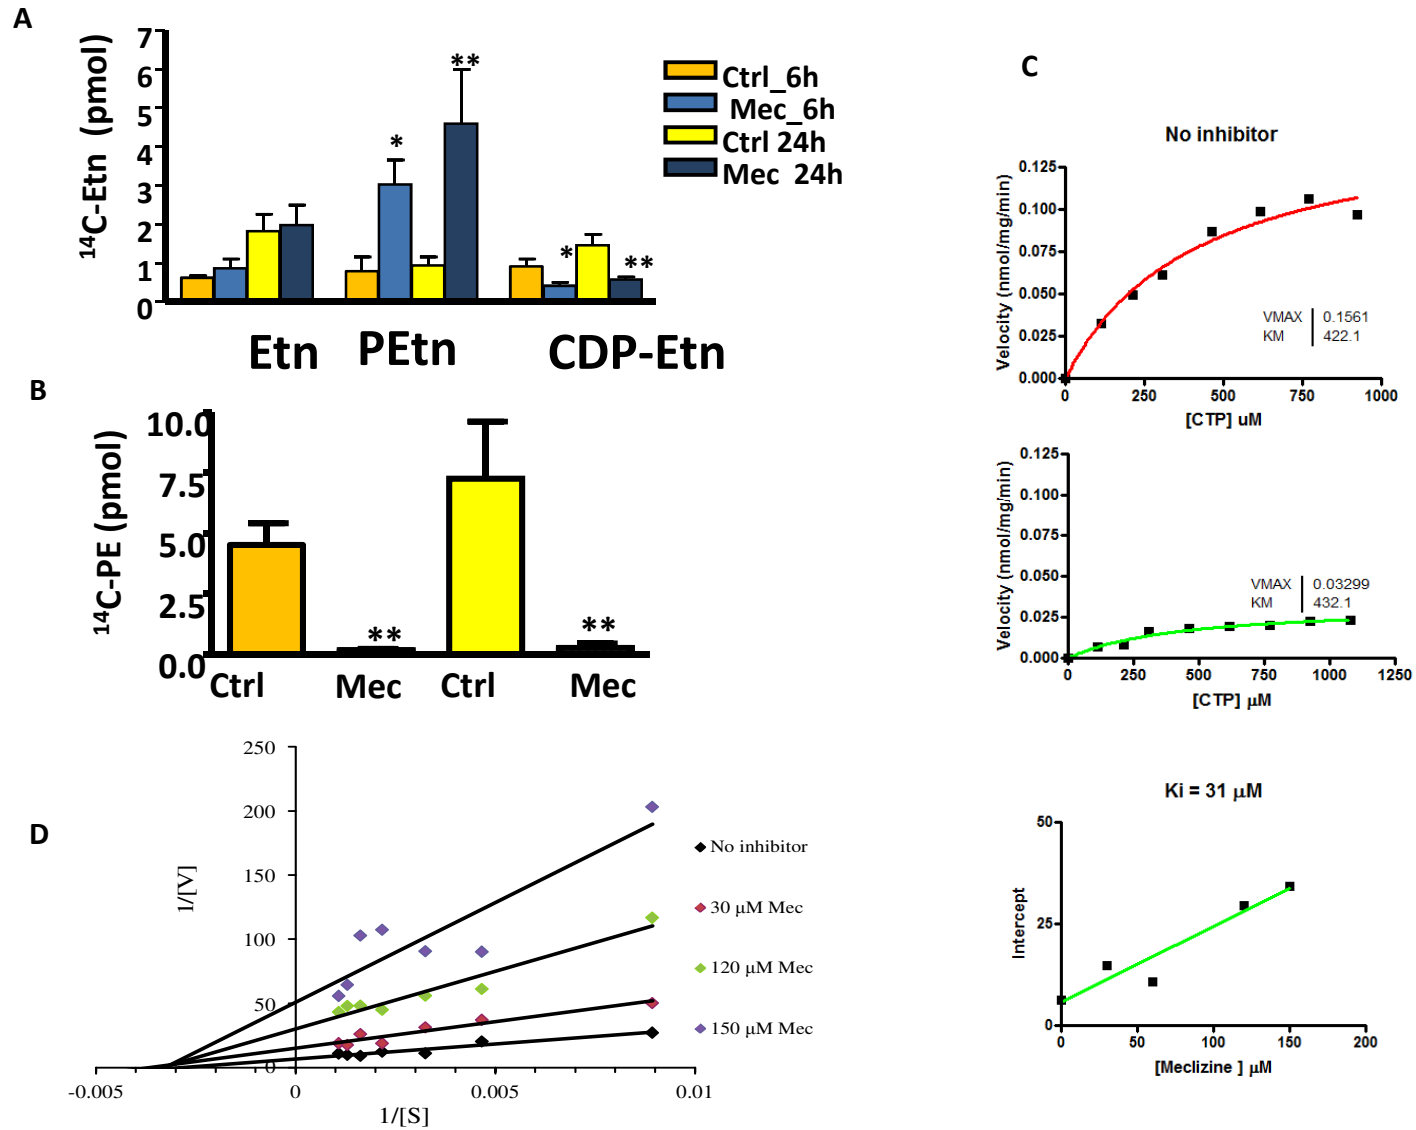 A
¹⁴C-Etn (pmol)
7
6
5
4
3
2
1
0
*
**
*
**
Etn
PEtn
CDP-Etn
Ctrl_6h
Mec_6h
Ctrl 24h
Mec 24h
B
¹⁴C-PE (pmol)
10.0
7.5
5.0
2.5
0.0
**
**
Ctrl
Mec
Ctrl
Mec
C
No inhibitor
Velocity (nmol/mg/min)
0.125
0.100
0.075
0.050
0.025
0.000
VMAX 0.1561
KM 422.1
0 250 500 750 1000
[CTP] uM
Velocity (nmol/mg/min)
0.125
0.100
0.075
0.050
0.025
0.000
VMAX 0.03299
KM 432.1
0 250 500 750 1000 1250
[CTP] µM
Ki = 31 µM
Intercept
50
25
0
0 50 100 150 200
[Meclizine ] µM
D
1/[V]
250
200
150
100
50
0
-0.005 0 0.005 0.01
1/[S]
No inhibitor
30 µM Mec
120 µM Mec
150 µM Mec